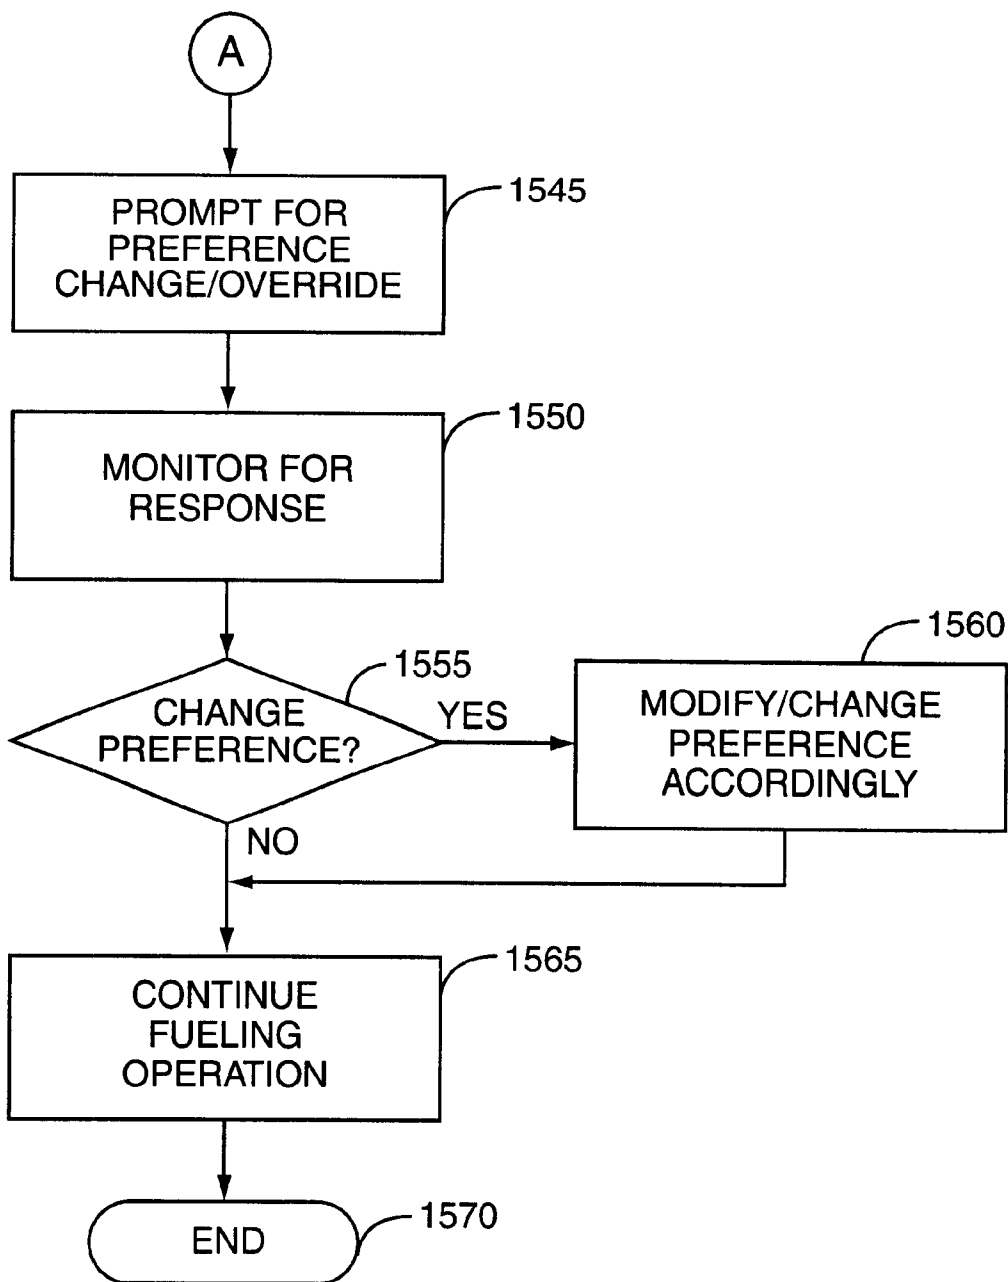 A
1545
PROMPT FOR
PREFERENCE
CHANGE/OVERRIDE
1550
MONITOR FOR
RESPONSE
1555
CHANGE
PREFERENCE?
YES
1560
MODIFY/CHANGE
PREFERENCE
ACCORDINGLY
NO
1565
CONTINUE
FUELING
OPERATION
1570
END